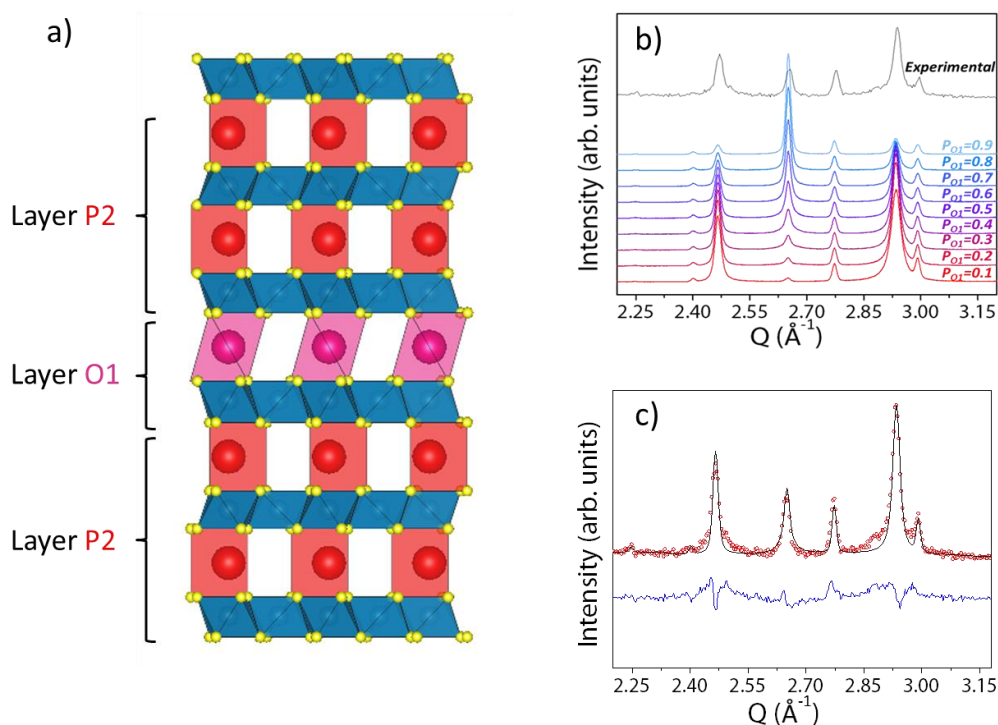 a)
Layer P2
Layer O1
Layer P2
b)
Experimental
P_O1=0.9
P_O1=0.8
P_O1=0.7
P_O1=0.6
P_O1=0.5
P_O1=0.4
P_O1=0.3
P_O1=0.2
P_O1=0.1
Intensity (arb. units)
2.25 2.40 2.55 2.70 2.85 3.00 3.15
Q (Å⁻¹)
c)
Intensity (arb. units)
2.25 2.40 2.55 2.70 2.85 3.00 3.15
Q (Å⁻¹)